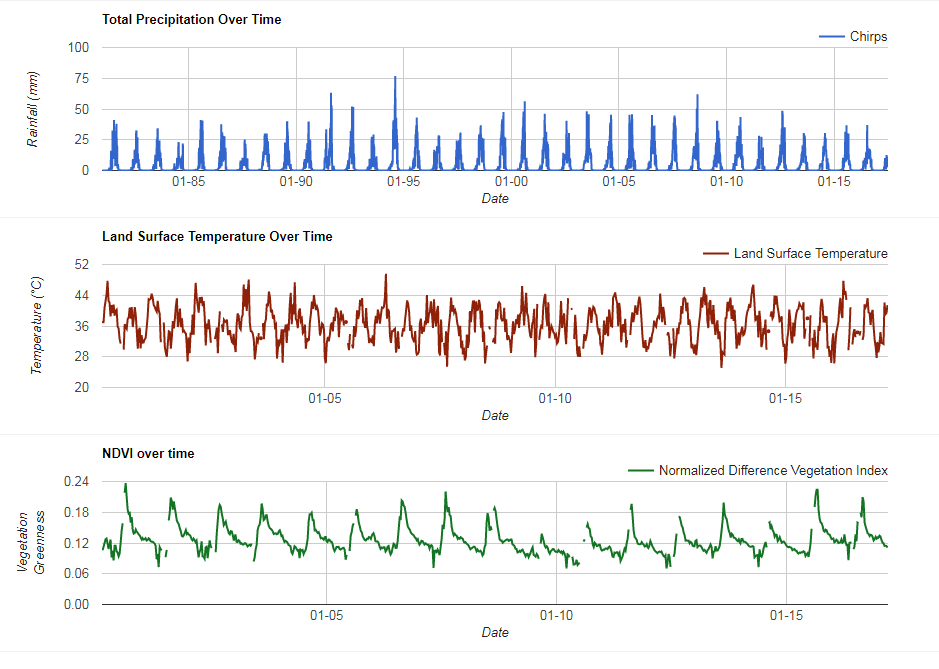 Total Precipitation Over Time
Chirps
100
75
50
25
0
Rainfall (mm)
01-85 01-90 01-95 01-00 01-05 01-10 01-15
Date
Land Surface Temperature Over Time
Land Surface Temperature
52
44
36
28
20
Temperature (°C)
01-05 01-10 01-15
Date
NDVI over time
Normalized Difference Vegetation Index
0.24
0.18
0.12
0.06
0.00
Vegetation
Greenness
01-05 01-10 01-15
Date